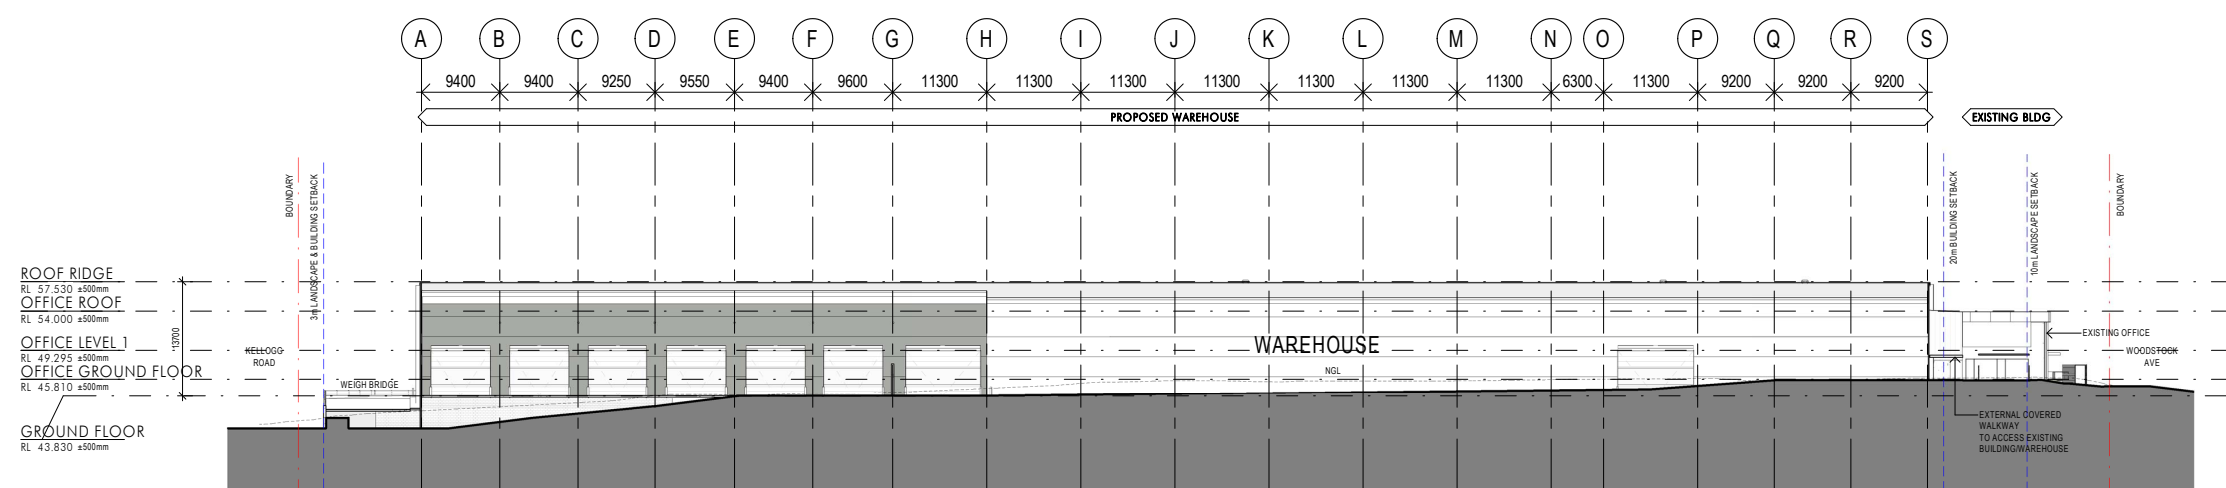 A B C D E F G H I J K L M N O P Q R S
9400 9400 9250 9550 9400 9600 11300 11300 11300 11300 11300 11300 11300 6300 11300 9200 9200 9200
PROPOSED WAREHOUSE
EXISTING BLDG
BOUNDARY
3m LANDSCAPE & BUILDING SETBACK
20m BUILDING SETBACK
10m LANDSCAPE SETBACK
BOUNDARY
ROOF RIDGE
RL 57.530 ±500mm
OFFICE ROOF
RL 54.000 ±500mm
OFFICE LEVEL 1
RL 49.295 ±500mm
OFFICE GROUND FLOOR
RL 45.810 ±500mm
GROUND FLOOR
RL 43.830 ±500mm
13700
KELLOGG
ROAD
WEIGH BRIDGE
WAREHOUSE
NGL
EXISTING OFFICE
WOODSTOCK
AVE
EXTERNAL COVERED
WALKWAY
TO ACCESS EXISTING
BUILDING/WAREHOUSE